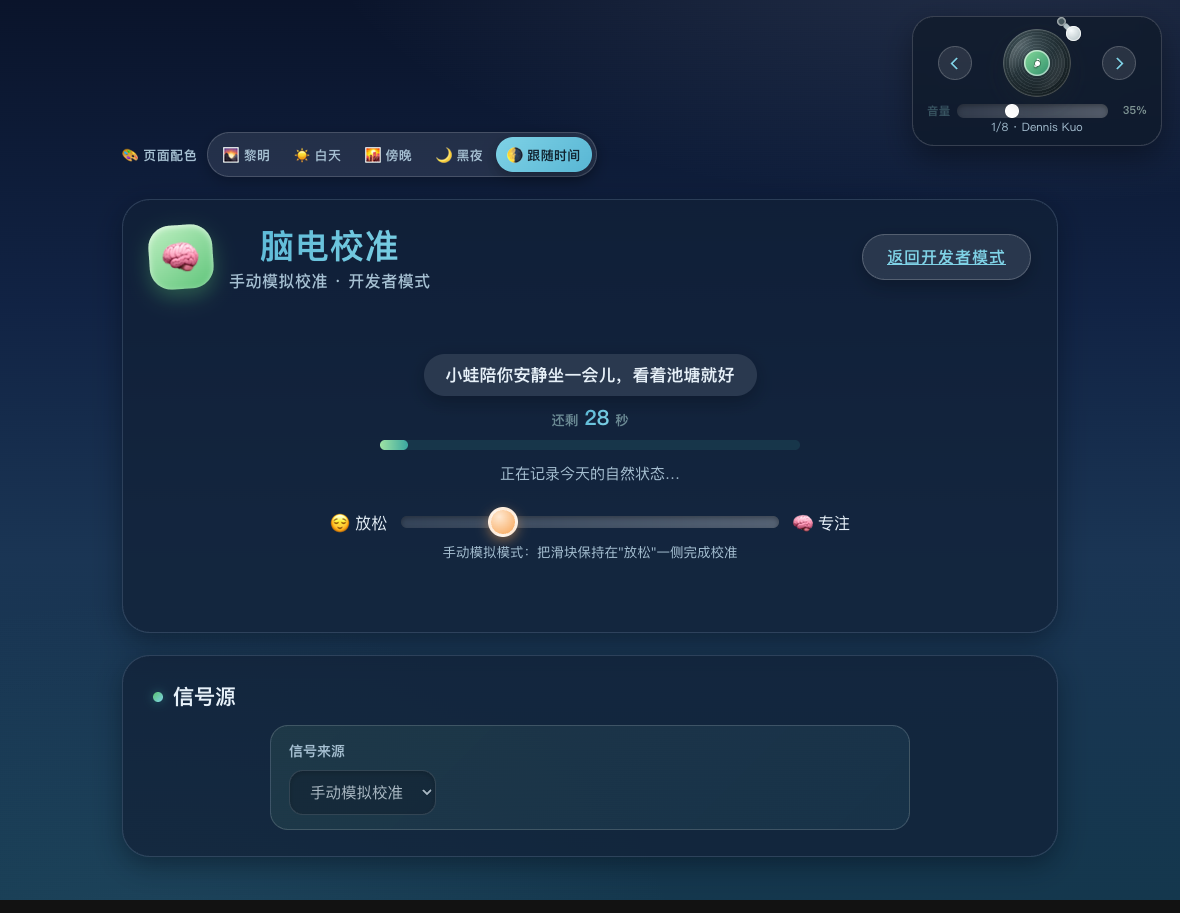 音量 35%
1/8 · Dennis Kuo
页面配色 黎明 白天 傍晚 黑夜 跟随时间
脑电校准
手动模拟校准 · 开发者模式
返回开发者模式
小蛙陪你安静坐一会儿，看着池塘就好
还剩 28 秒
正在记录今天的自然状态…
放松 专注
手动模拟模式：把滑块保持在"放松"一侧完成校准
信号源
信号来源
手动模拟校准